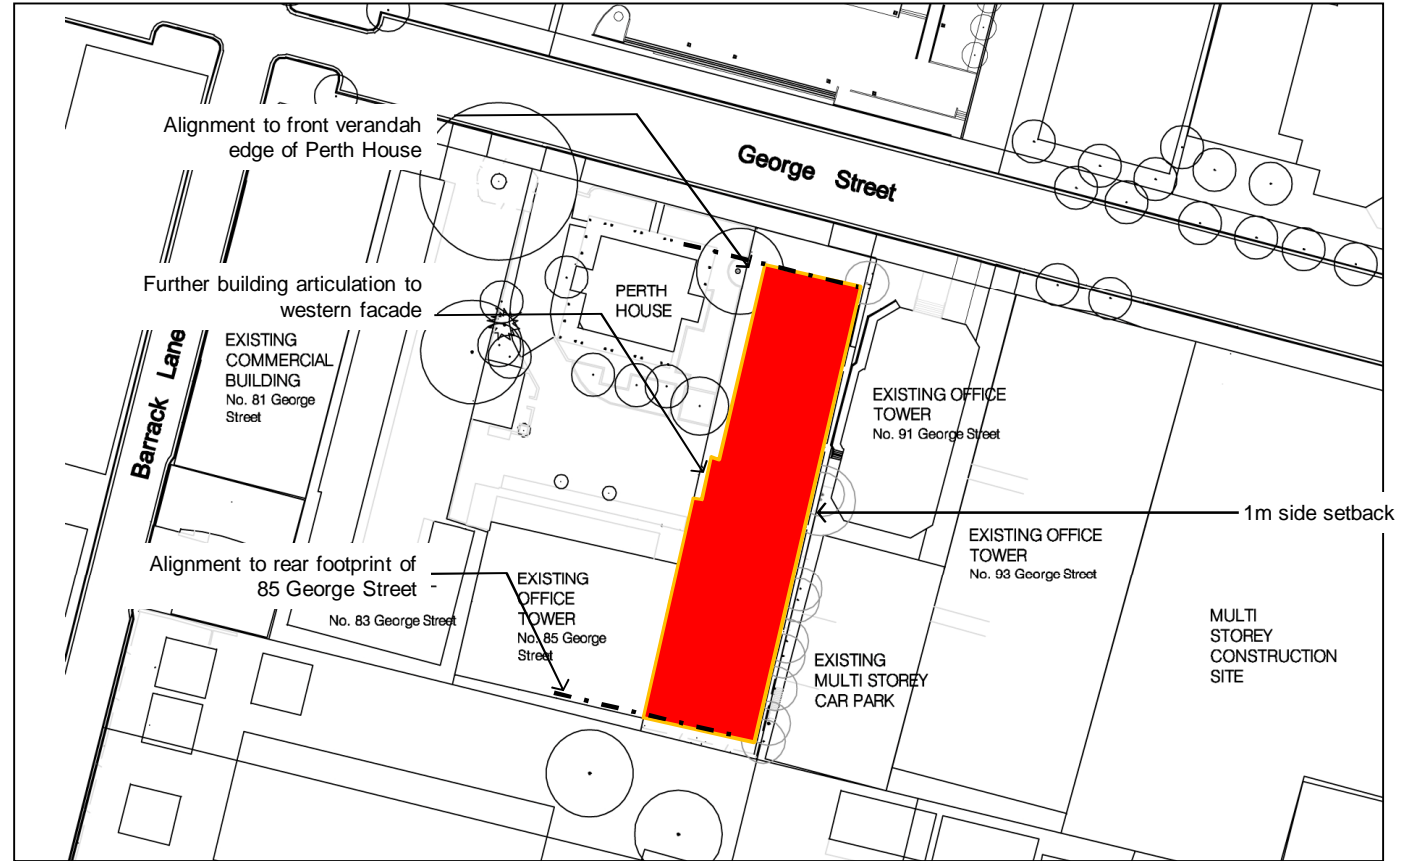 Alignment to front verandah
edge of Perth House
George Street
Further building articulation to
western facade
PERTH
HOUSE
Barrack Lane
EXISTING
COMMERCIAL
BUILDING
No. 81 George
Street
EXISTING OFFICE
TOWER
No. 91 George Street
1m side setback
EXISTING OFFICE
TOWER
No. 93 George Street
Alignment to rear footprint of
85 George Street
No. 83 George Street
EXISTING
OFFICE
TOWER
No. 85 George
Street
EXISTING
MULTI STOREY
CAR PARK
MULTI
STOREY
CONSTRUCTION
SITE